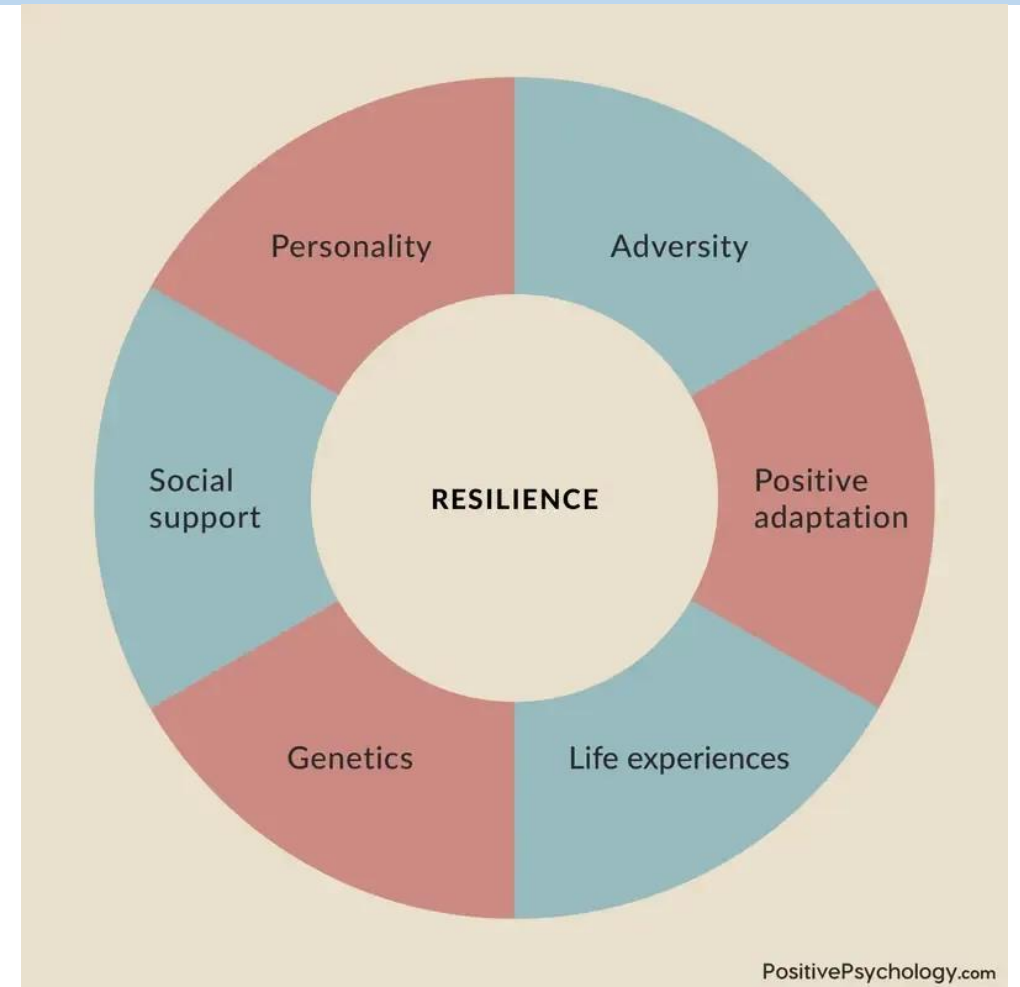 Personality
Adversity
Social
support
RESILIENCE
Positive
adaptation
Genetics
Life experiences
PositivePsychology.com